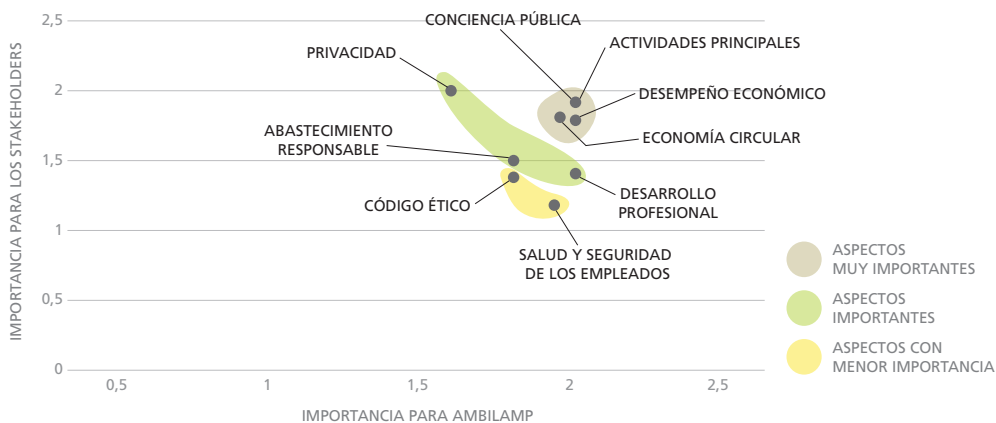 IMPORTANCIA PARA LOS STAKEHOLDERS
2,5
2
1,5
1
0,5
0
CONCIENCIA PÚBLICA
ACTIVIDADES PRINCIPALES
PRIVACIDAD
DESEMPEÑO ECONÓMICO
ECONOMÍA CIRCULAR
ABASTECIMIENTO
RESPONSABLE
CÓDIGO ÉTICO
DESARROLLO
PROFESIONAL
SALUD Y SEGURIDAD
DE LOS EMPLEADOS
ASPECTOS
MUY IMPORTANTES
ASPECTOS
IMPORTANTES
ASPECTOS CON
MENOR IMPORTANCIA
0,5
1
1,5
2
2,5
IMPORTANCIA PARA AMBILAMP